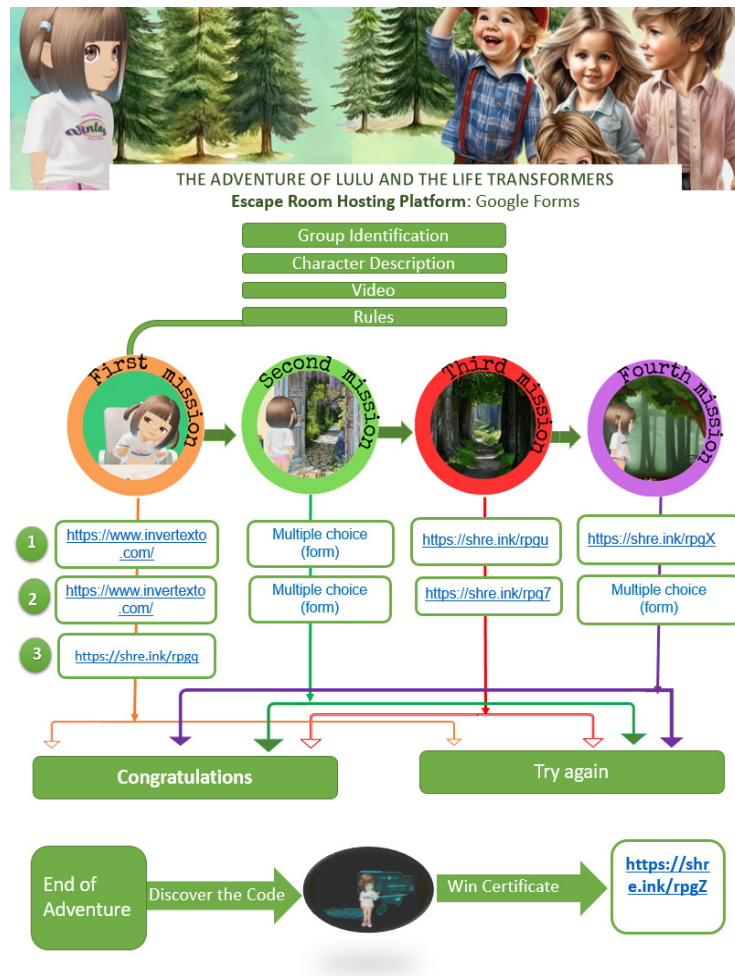 THE ADVENTURE OF LULU AND THE LIFE TRANSFORMERS
Escape Room Hosting Platform: Google Forms
Group Identification
Character Description
Video
Rules
First mission
Second mission
Third mission
Fourth mission
1
https://www.invertexto
.com/
Multiple choice
(form)
https://shre.ink/rpgu
https://shre.ink/rpgX
2
https://www.invertexto
.com/
Multiple choice
(form)
https://shre.ink/rpq7
Multiple choice
(form)
3
https://shre.ink/rpgq
Congratulations
Try again
End of
Adventure
Discover the Code
Win Certificate
https://shr
e.ink/rpgZ